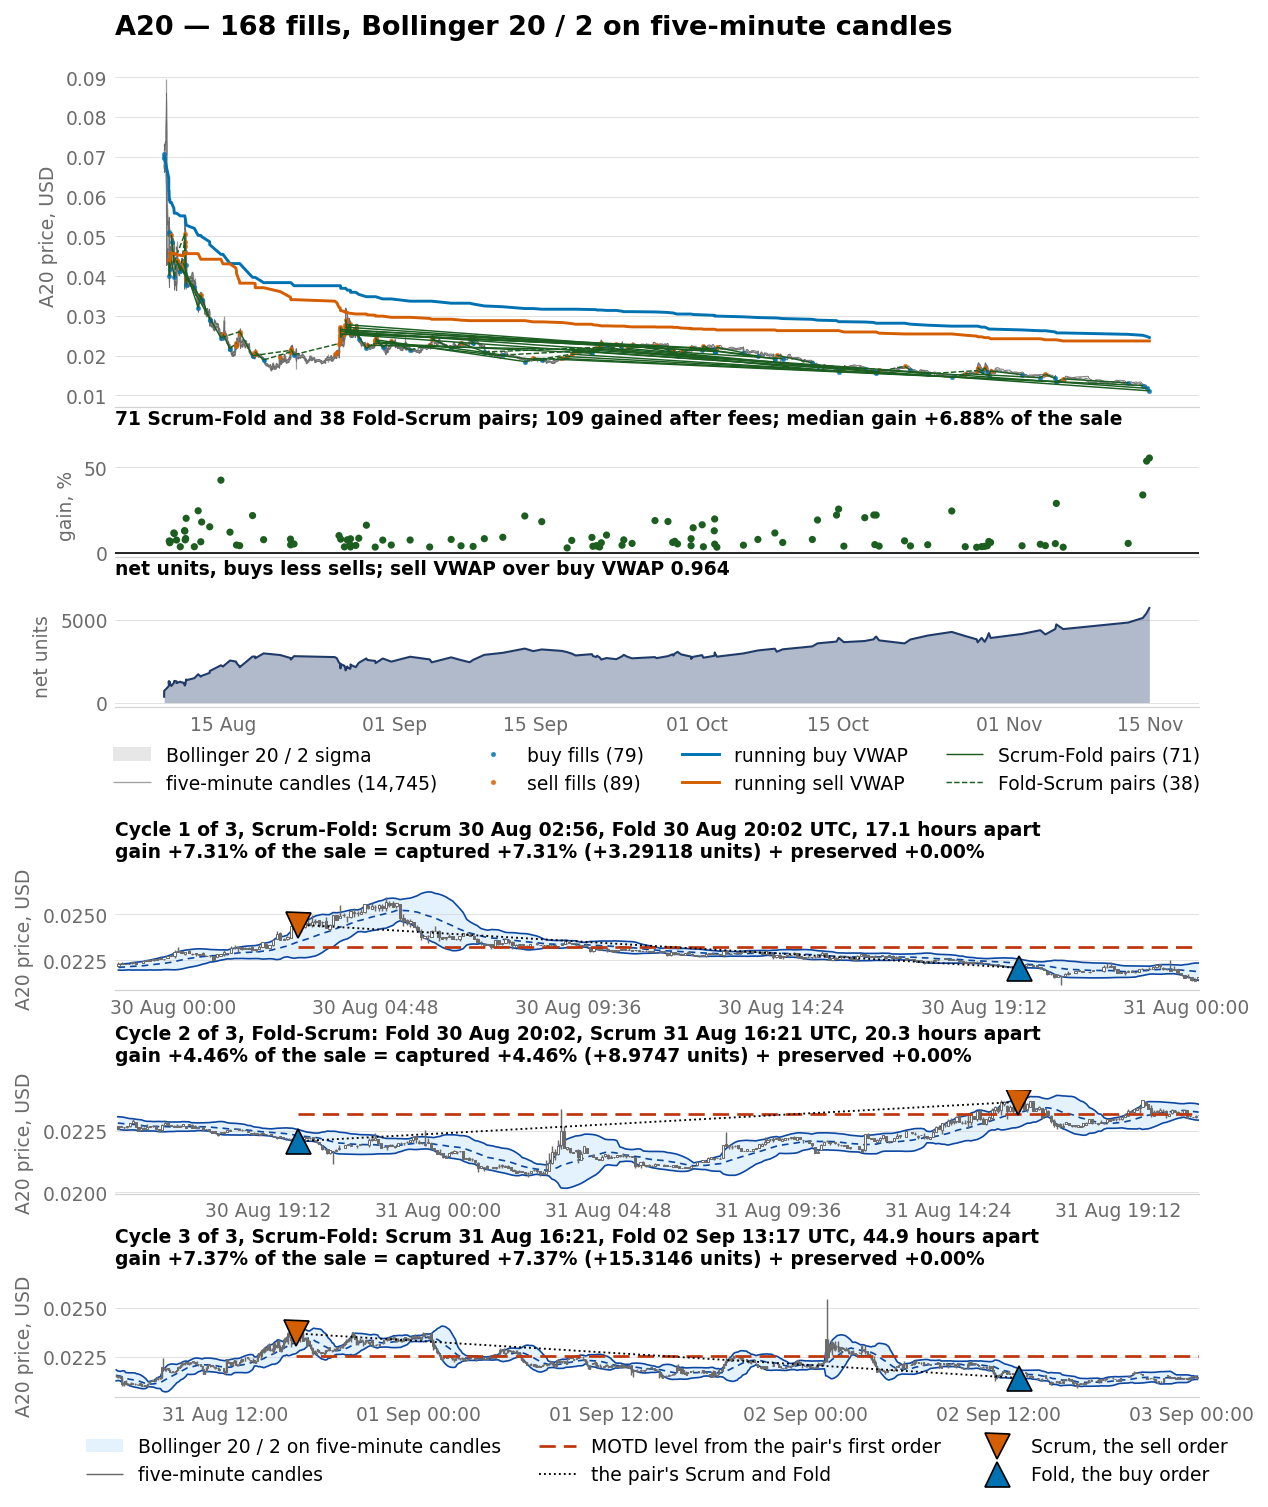 A20 — 168 fills, Bollinger 20 / 2 on five-minute candles
0.09
0.08
0.07
0.06
0.05
0.04
0.03
0.02
0.01
A20 price, USD
71 Scrum-Fold and 38 Fold-Scrum pairs; 109 gained after fees; median gain +6.88% of the sale
50
0
gain, %
net units, buys less sells; sell VWAP over buy VWAP 0.964
5000
0
net units
15 Aug 01 Sep 15 Sep 01 Oct 15 Oct 01 Nov 15 Nov
Bollinger 20 / 2 sigma buy fills (79) running buy VWAP Scrum-Fold pairs (71)
five-minute candles (14,745) sell fills (89) running sell VWAP Fold-Scrum pairs (38)
Cycle 1 of 3, Scrum-Fold: Scrum 30 Aug 02:56, Fold 30 Aug 20:02 UTC, 17.1 hours apart
gain +7.31% of the sale = captured +7.31% (+3.29118 units) + preserved +0.00%
0.0250
0.0225
A20 price, USD
30 Aug 00:00 30 Aug 04:48 30 Aug 09:36 30 Aug 14:24 30 Aug 19:12 31 Aug 00:00
Cycle 2 of 3, Fold-Scrum: Fold 30 Aug 20:02, Scrum 31 Aug 16:21 UTC, 20.3 hours apart
gain +4.46% of the sale = captured +4.46% (+8.9747 units) + preserved +0.00%
0.0225
0.0200
A20 price, USD
30 Aug 19:12 31 Aug 00:00 31 Aug 04:48 31 Aug 09:36 31 Aug 14:24 31 Aug 19:12
Cycle 3 of 3, Scrum-Fold: Scrum 31 Aug 16:21, Fold 02 Sep 13:17 UTC, 44.9 hours apart
gain +7.37% of the sale = captured +7.37% (+15.3146 units) + preserved +0.00%
0.0250
0.0225
A20 price, USD
31 Aug 12:00 01 Sep 00:00 01 Sep 12:00 02 Sep 00:00 02 Sep 12:00 03 Sep 00:00
Bollinger 20 / 2 on five-minute candles MOTD level from the pair's first order Scrum, the sell order
five-minute candles the pair's Scrum and Fold Fold, the buy order